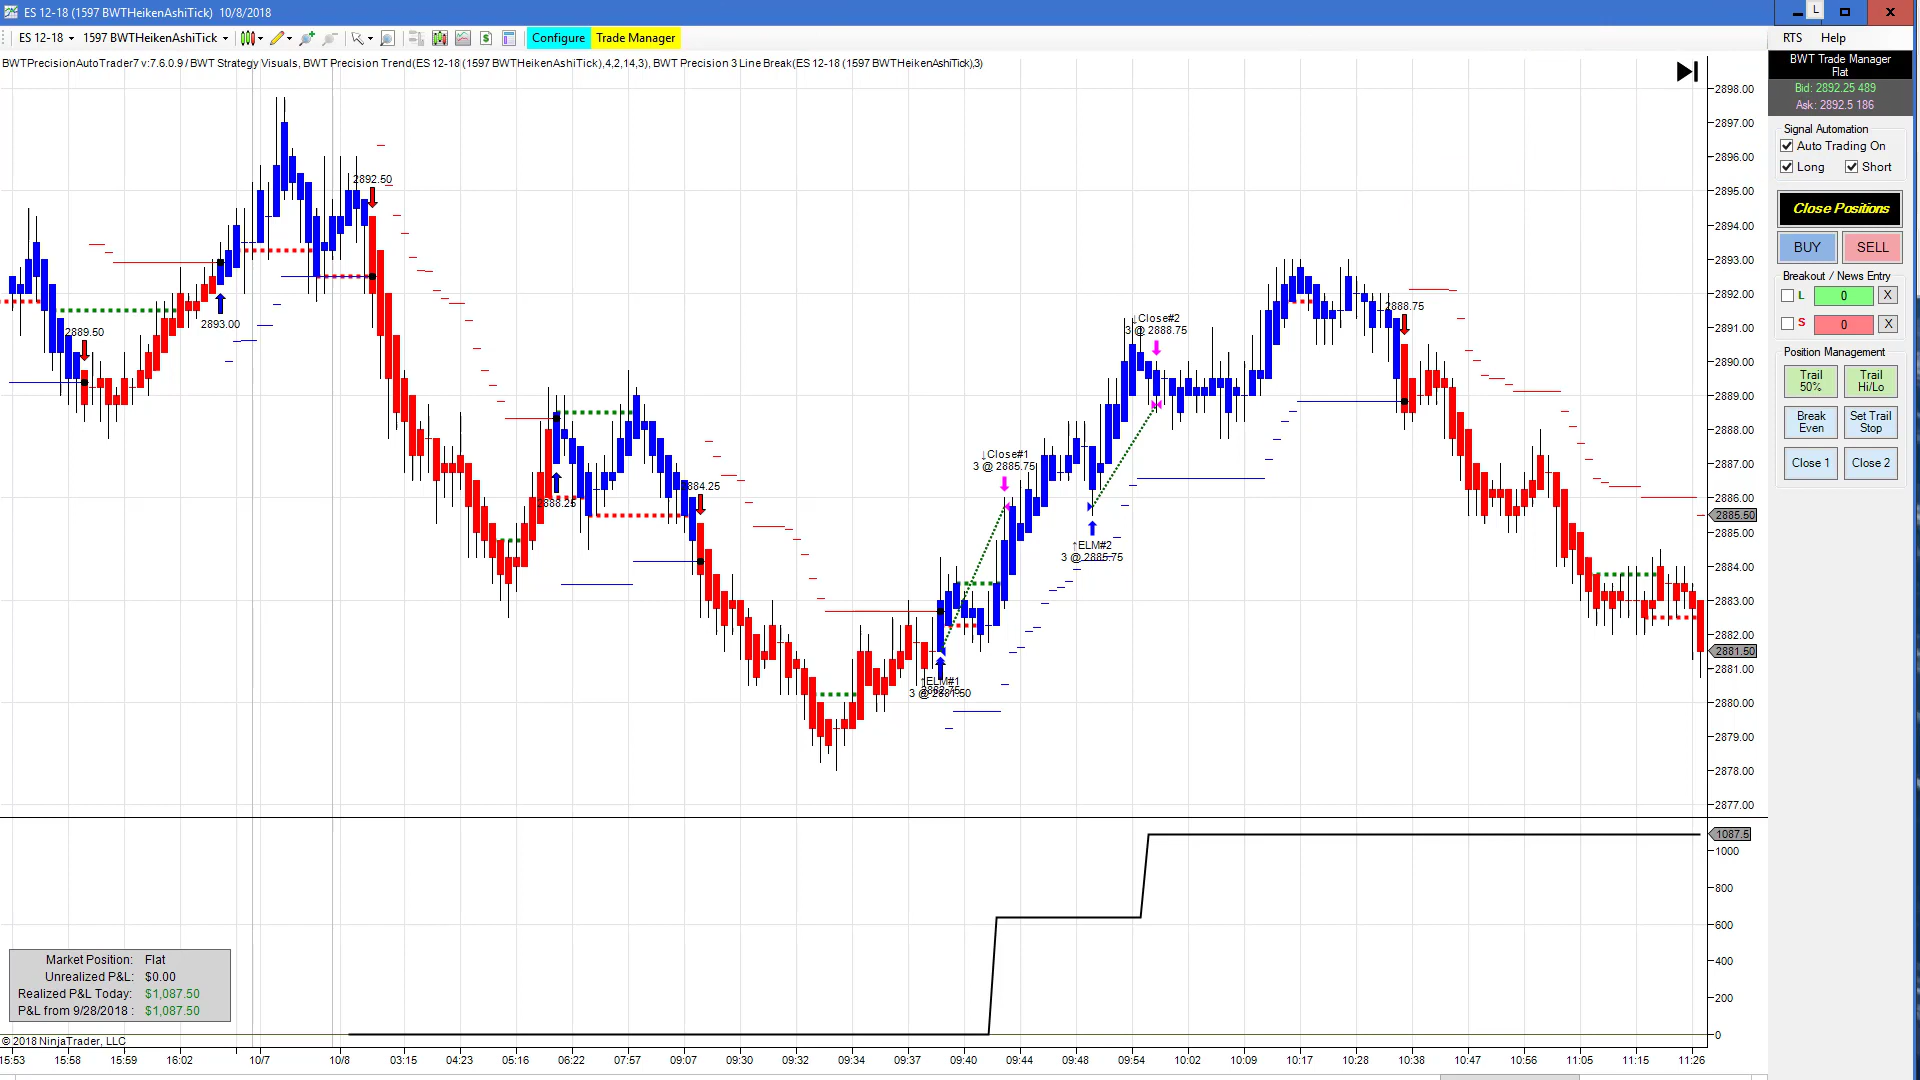 ES 12-18 (1597 BWTHeikenAshiTick) 10/8/2018
L
X
ES 12-18 1597 BWTHeikenAshiTick $ Configure Trade Manager
RTS Help
BWTPrecisionAutoTrader7 v:7.6.0.9 / BWT Strategy Visuals, BWT Precision Trend(ES 12-18 (1597 BWTHeikenAshiTick),4,2,14,3), BWT Precision 3 Line Break(ES 12-18 (1597 BWTHeikenAshiTick),3)
BWT Trade Manager
Flat
Bid: 2892.25 489
Ask: 2892.5 186
Signal Automation
Auto Trading On
Long Short
Close Positions
BUY SELL
Breakout / News Entry
L 0 X
S 0 X
Position Management
Trail 50%
Trail Hi/Lo
Break Even
Set Trail Stop
Close 1 Close 2
2889.50
2893.00
2892.50
2888.25
2884.25
↑ELM#1
3 @ 2881.50
↓Close#1
3 @ 2885.75
↑ELM#2
3 @ 2885.75
↓Close#2
3 @ 2888.75
2888.75
2898.00
2897.00
2896.00
2895.00
2894.00
2893.00
2892.00
2891.00
2890.00
2889.00
2888.00
2887.00
2886.00
2885.50
2885.00
2884.00
2883.00
2882.00
2881.50
2881.00
2880.00
2879.00
2878.00
2877.00
1087.5
1000
800
600
400
200
0
Market Position: Flat
Unrealized P&L: $0.00
Realized P&L Today: $1,087.50
P&L from 9/28/2018 : $1,087.50
© 2018 NinjaTrader, LLC
15:53 15:58 15:59 16:02 10/7 10/8 03:15 04:23 05:16 06:22 07:57 09:07 09:30 09:32 09:34 09:37 09:40 09:44 09:48 09:54 10:02 10:09 10:17 10:28 10:38 10:47 10:56 11:05 11:15 11:26